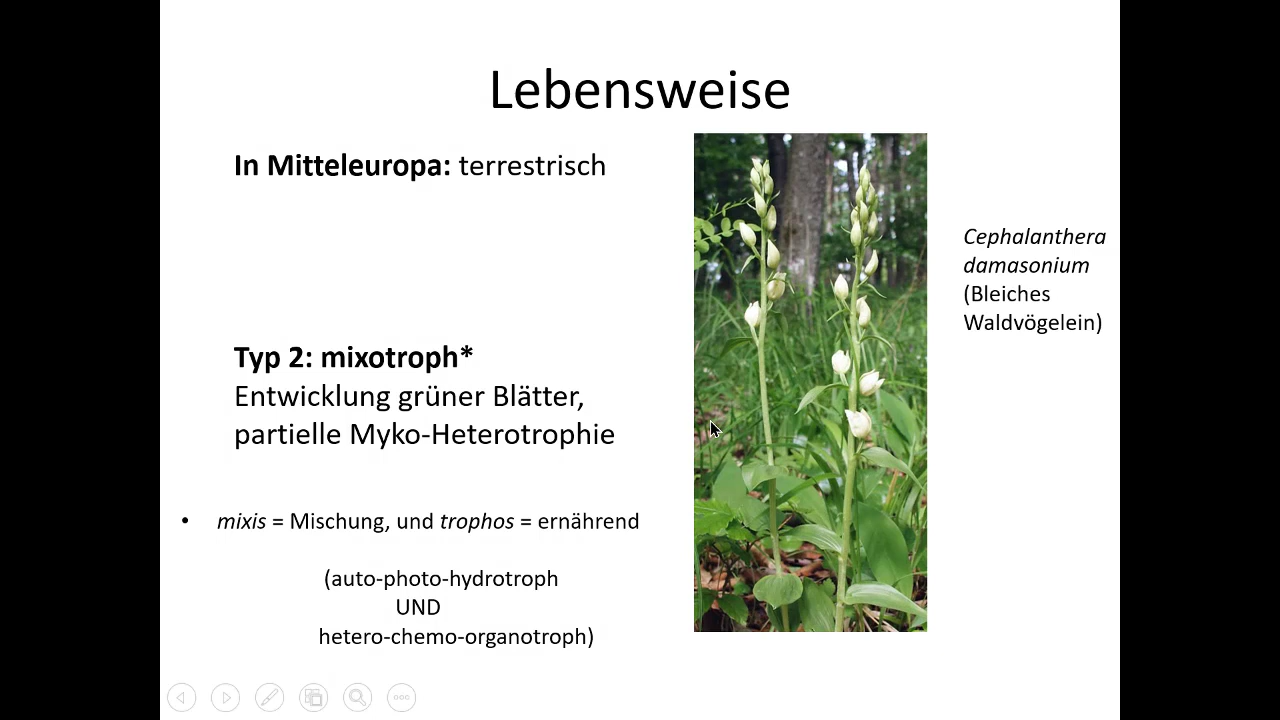 Lebensweise
In Mitteleuropa: terrestrisch
Cephalanthera
damasonium
(Bleiches
Waldvögelein)
Typ 2: mixotroph*
Entwicklung grüner Blätter,
partielle Myko-Heterotrophie
• mixis = Mischung, und trophos = ernährend
(auto-photo-hydrotroph
UND
hetero-chemo-organotroph)